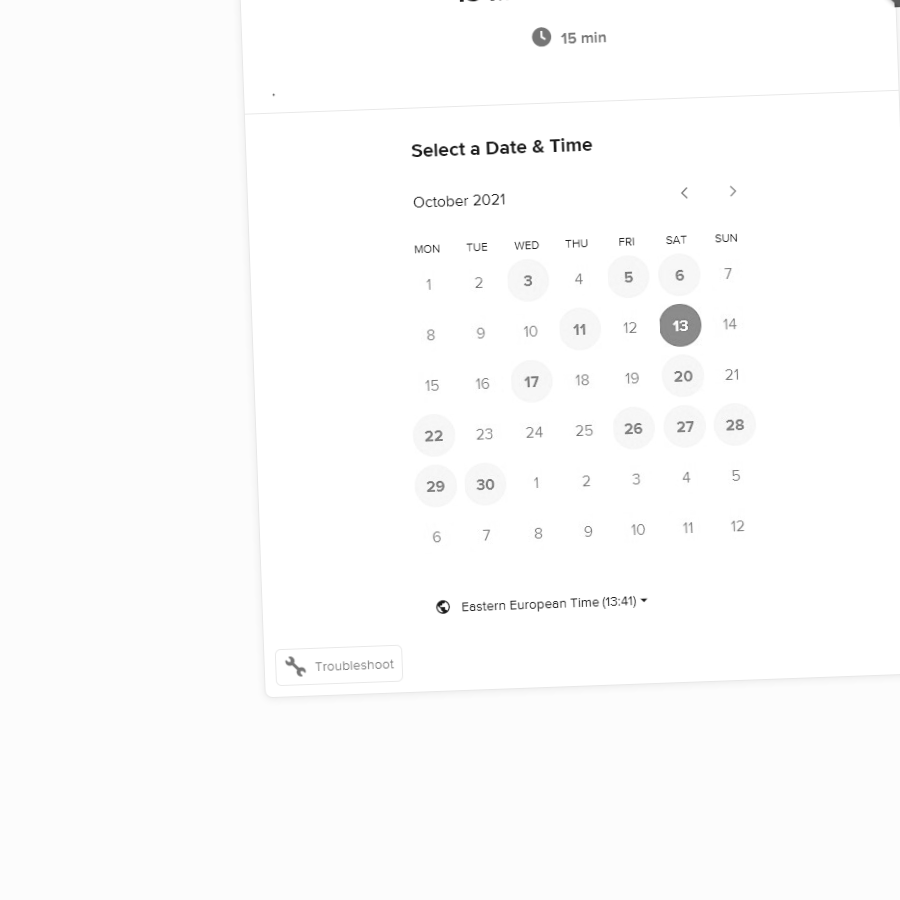 15 min
.
Select a Date & Time
October 2021
MON TUE WED THU FRI SAT SUN
1 2 3 4 5 6 7
8 9 10 11 12 13 14
15 16 17 18 19 20 21
22 23 24 25 26 27 28
29 30 1 2 3 4 5
6 7 8 9 10 11 12
Eastern European Time (13:41)
Troubleshoot